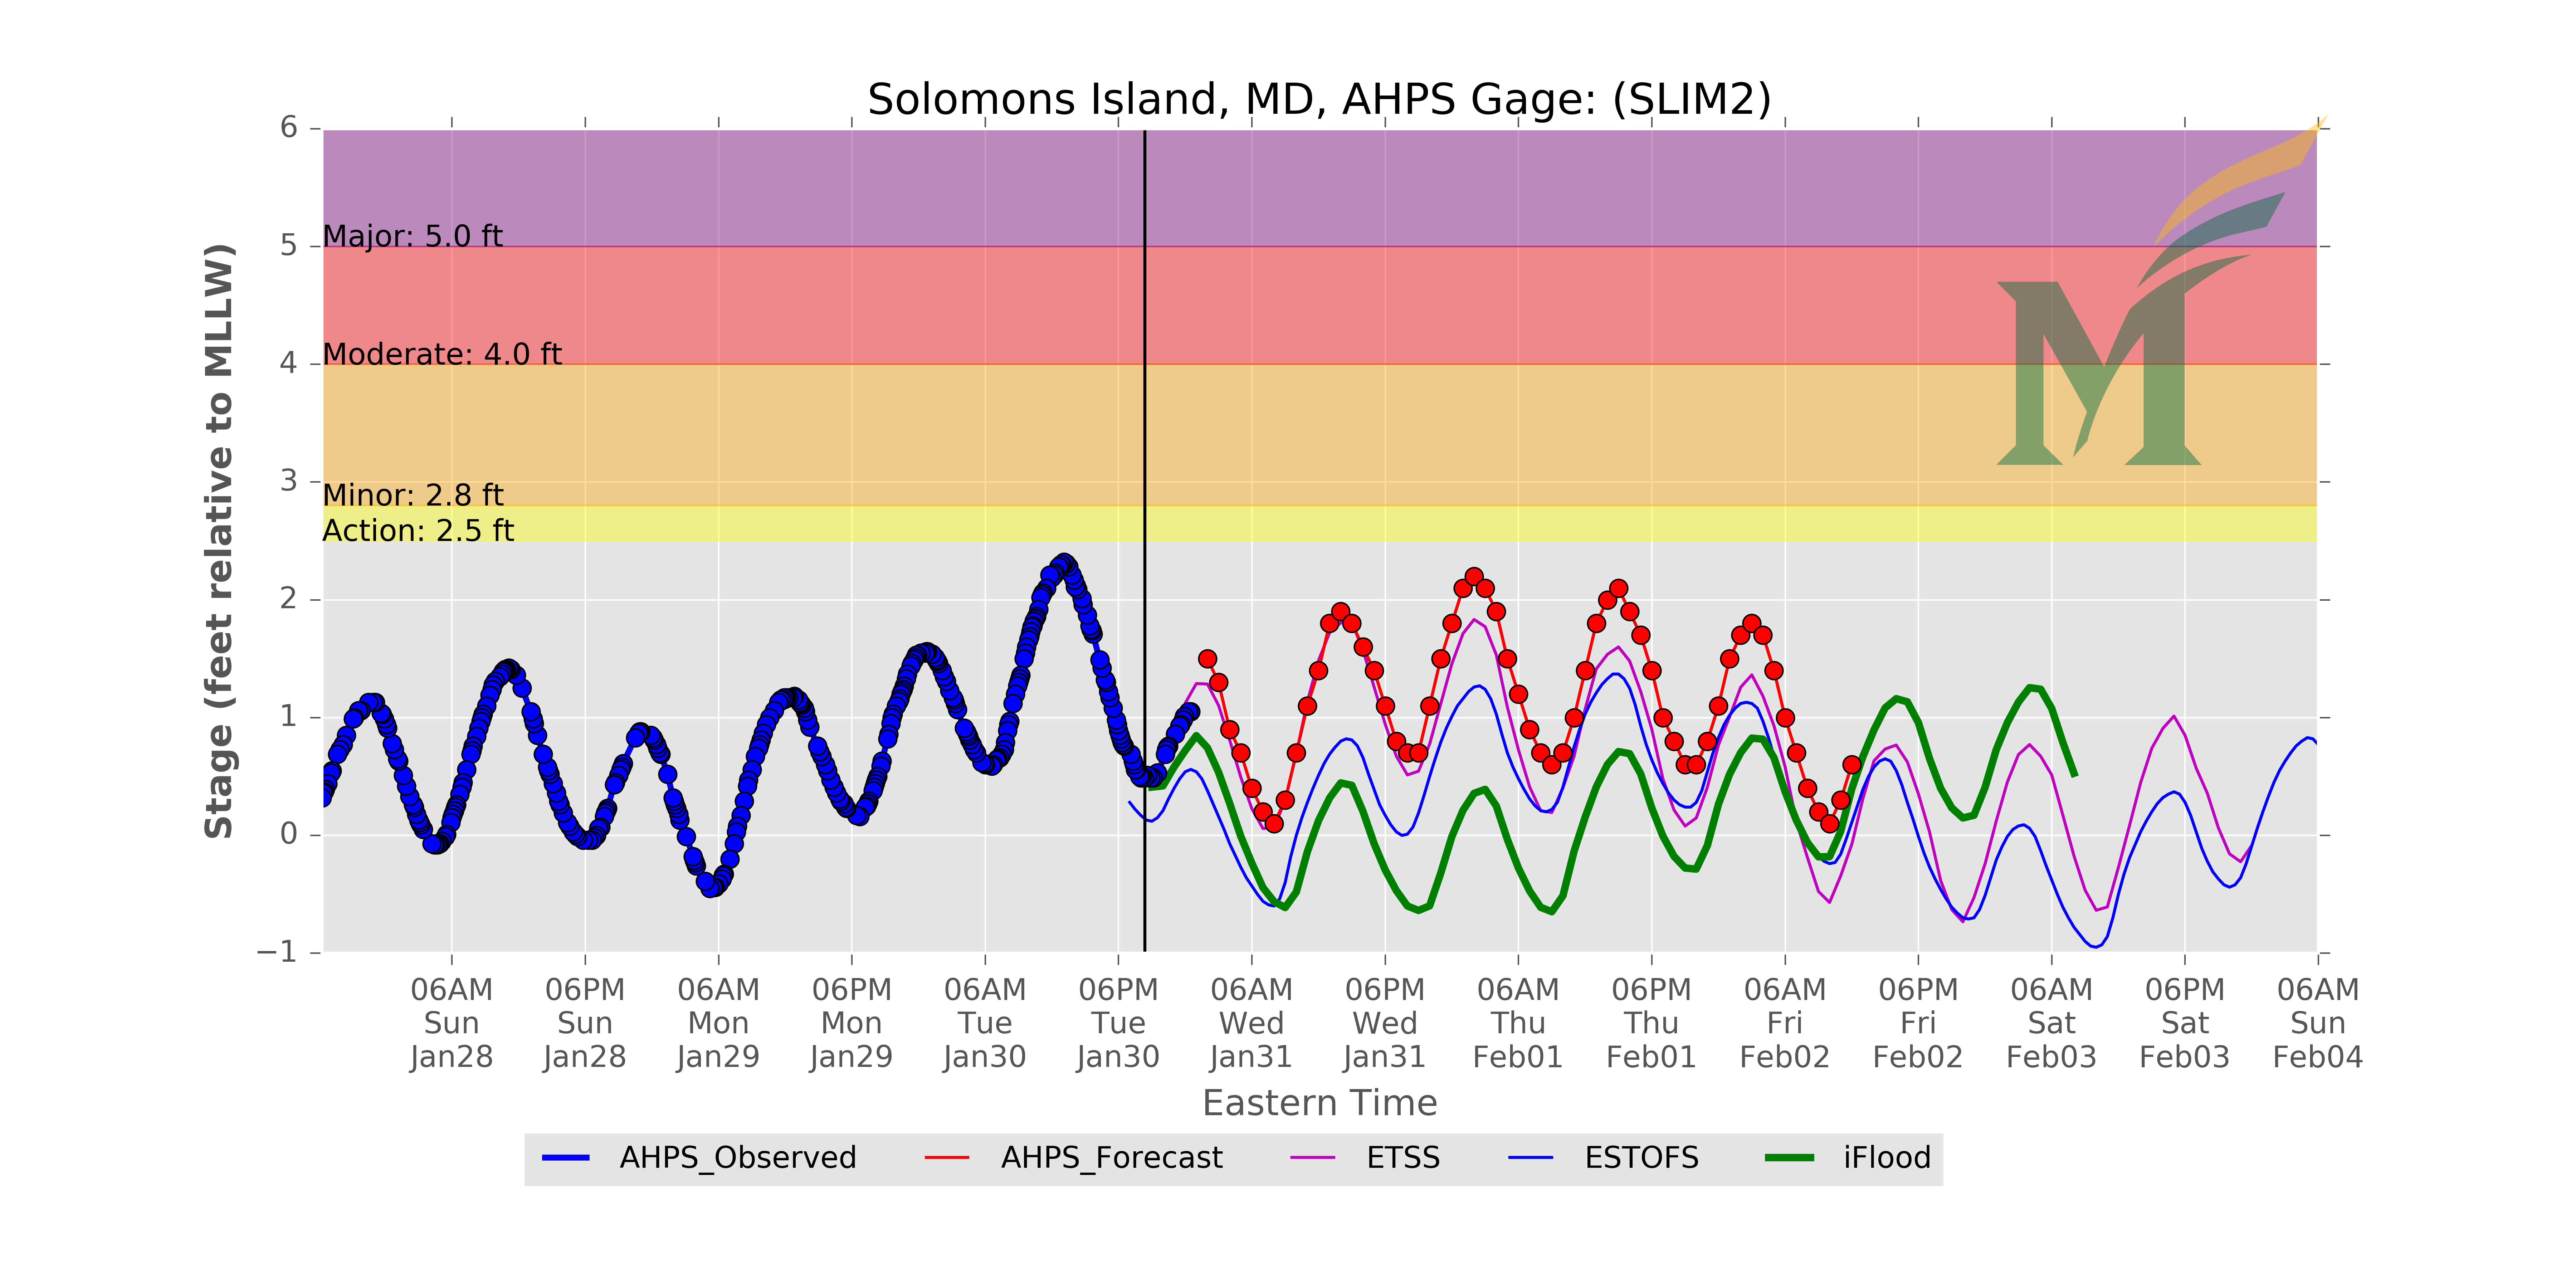 Solomons Island, MD, AHPS Gage: (SLIM2)
6
5
4
3
2
1
0
−1
Stage (feet relative to MLLW)
Major: 5.0 ft
Moderate: 4.0 ft
Minor: 2.8 ft
Action: 2.5 ft
M
06AM 06PM 06AM 06PM 06AM 06PM 06AM 06PM 06AM 06PM 06AM 06PM 06AM 06PM 06AM
Sun Sun Mon Mon Tue Tue Wed Wed Thu Thu Fri Fri Sat Sat Sun
Jan28 Jan28 Jan29 Jan29 Jan30 Jan30 Jan31 Jan31 Feb01 Feb01 Feb02 Feb02 Feb03 Feb03 Feb04
Eastern Time
AHPS_Observed AHPS_Forecast ETSS ESTOFS iFlood